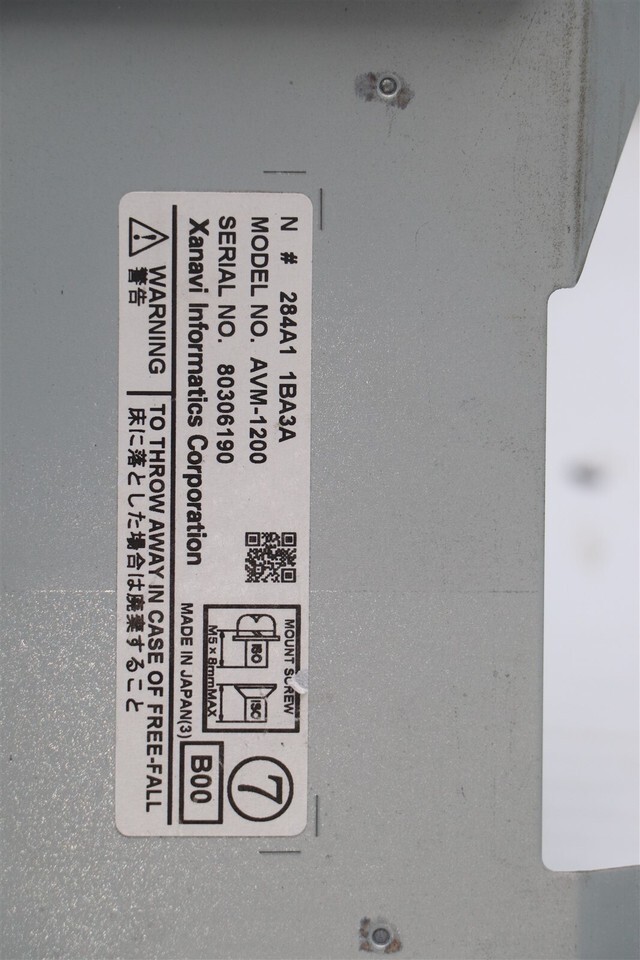 N # 284A1 1BA3A
MODEL NO. AVM-1200
SERIAL NO. 80306190
Xanavi Informatics Corporation
MOUNT SCREW
ISO
ISO
M5×8mmMAX
MADE IN JAPAN(3)
7
B00
WARNING
警告
TO THROW AWAY IN CASE OF FREE-FALL
床に落とした場合は廃棄すること